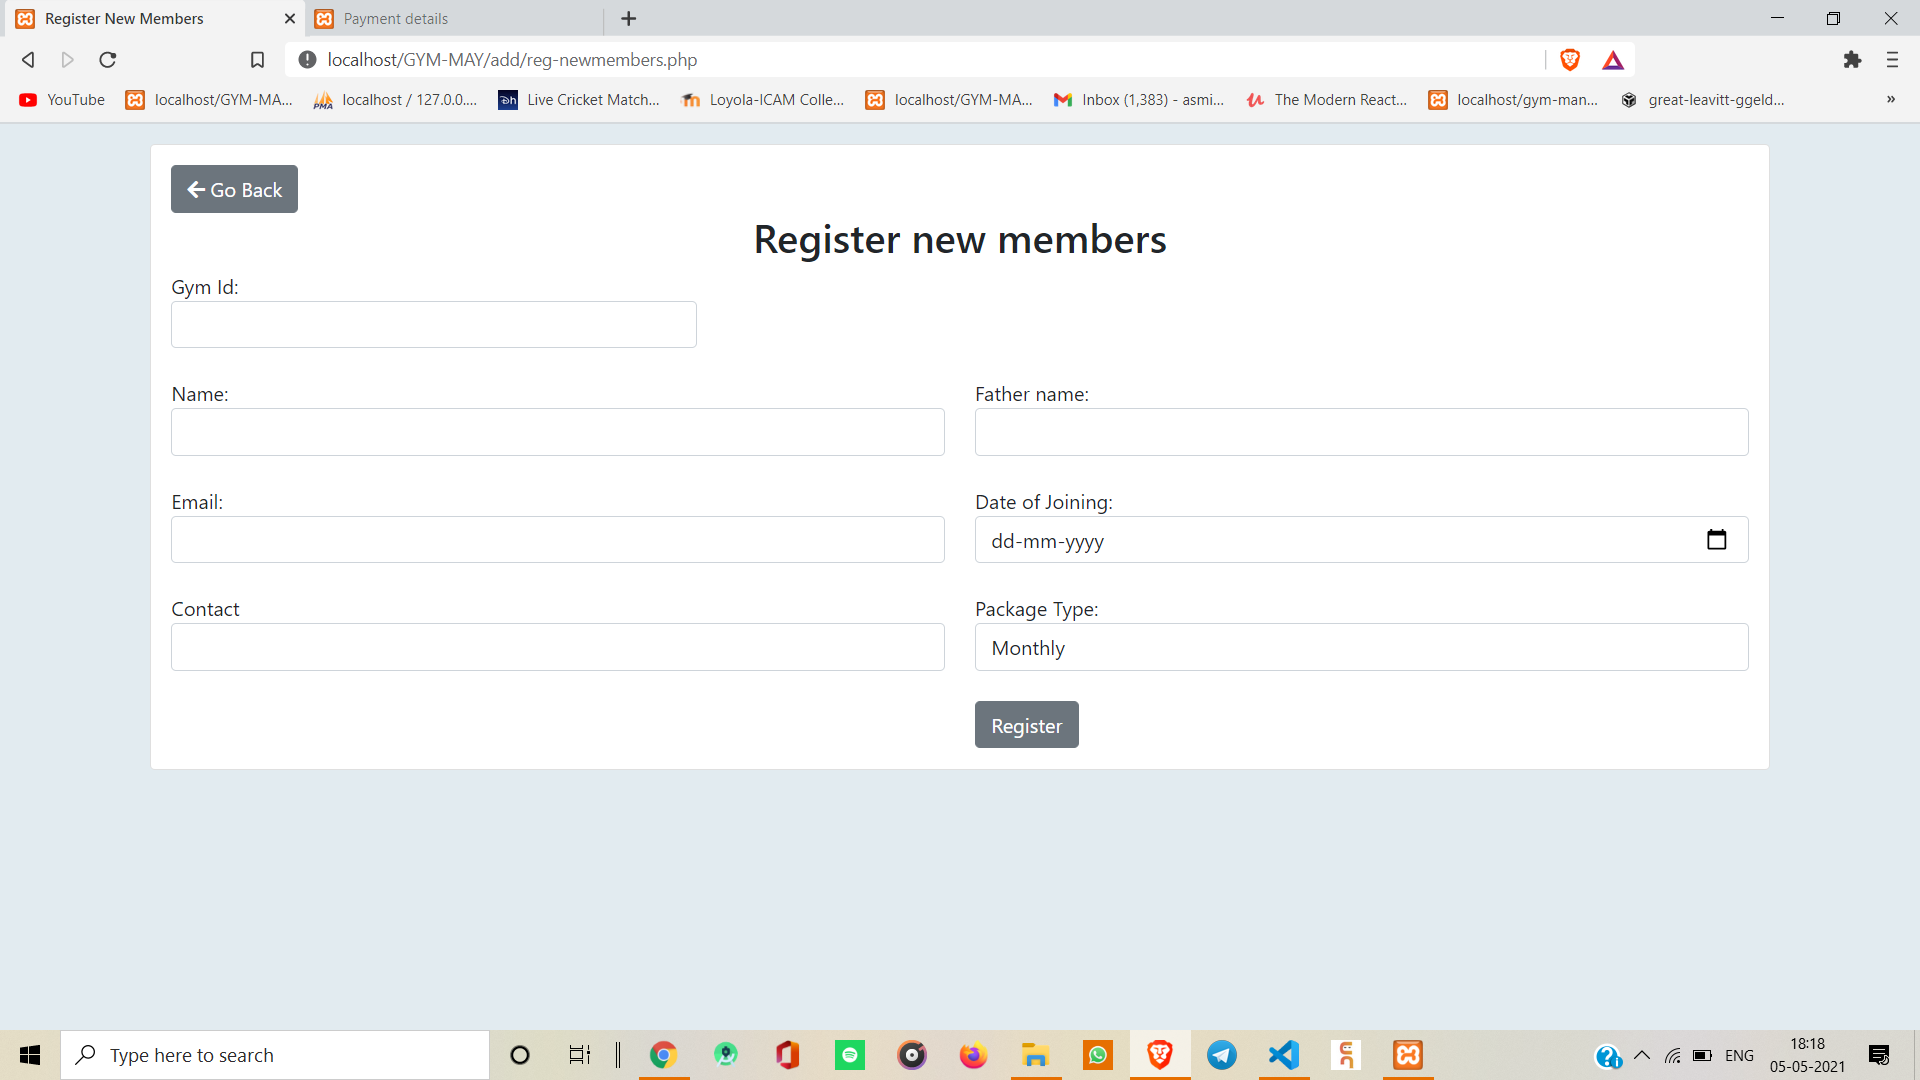 Register New Members
Payment details
localhost/GYM-MAY/add/reg-newmembers.php
YouTube
localhost/GYM-MA...
PMA
localhost / 127.0.0....
Dh
Live Cricket Match...
Loyola-ICAM Colle...
localhost/GYM-MA...
Inbox (1,383) - asmi...
The Modern React...
localhost/gym-man...
great-leavitt-ggeld...
»
Go Back
Register new members
Gym Id:
Name:
Father name:
Email:
Date of Joining:
dd-mm-yyyy
Contact
Package Type:
Monthly
Register
Type here to search
ENG
18:18
05-05-2021